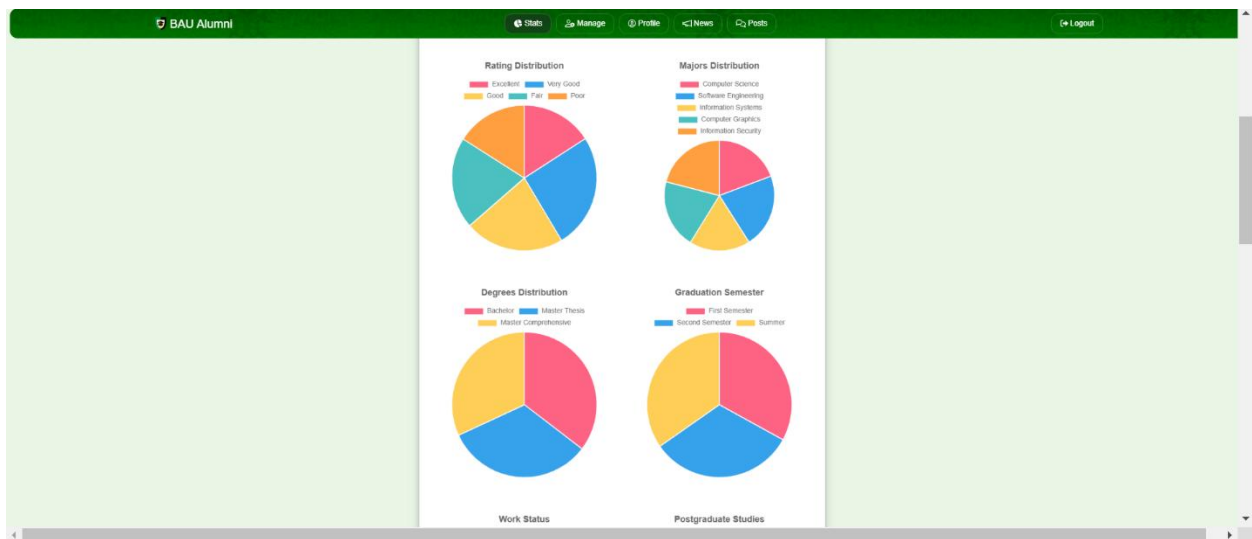 BAU Alumni Stats Manage Profile News Posts Logout
Rating Distribution
Excellent Very Good
Good Fair Poor
Majors Distribution
Computer Science
Software Engineering
Information Systems
Computer Graphics
Information Security
Degrees Distribution
Bachelor Master Thesis
Master Comprehensive
Graduation Semester
First Semester
Second Semester Summer
Work Status
Postgraduate Studies